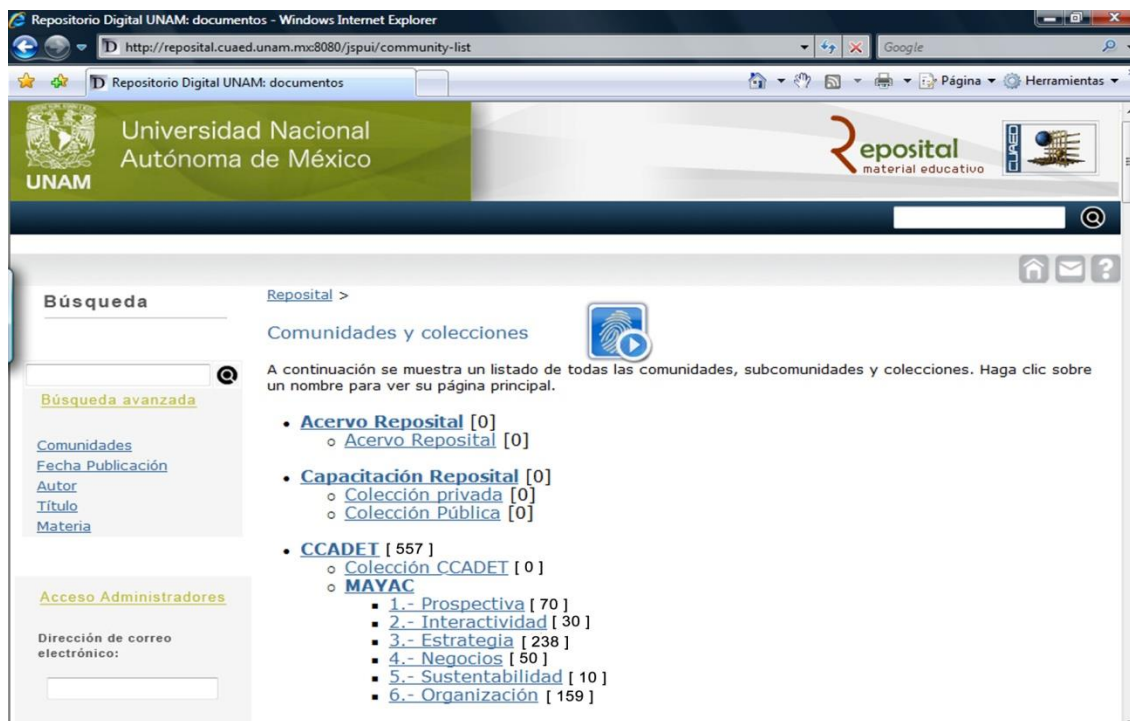 Repositorio Digital UNAM: documentos - Windows Internet Explorer
http://reposital.cuaed.unam.mx:8080/jspui/community-list
Google
Repositorio Digital UNAM: documentos
Página
Herramientas
Universidad Nacional
Autónoma de México
UNAM
Reposital
material educativo
CUAED
Búsqueda
Reposital >
Comunidades y colecciones
A continuación se muestra un listado de todas las comunidades, subcomunidades y colecciones. Haga clic sobre
un nombre para ver su página principal.
Búsqueda avanzada
Comunidades
Fecha Publicación
Autor
Título
Materia
• Acervo Reposital [0]
o Acervo Reposital [0]
• Capacitación Reposital [0]
o Colección privada [0]
o Colección Pública [0]
• CCADET [ 557 ]
o Colección CCADET [ 0 ]
o MAYAC
▪ 1.- Prospectiva [ 70 ]
▪ 2.- Interactividad [ 30 ]
▪ 3.- Estrategia [ 238 ]
▪ 4.- Negocios [ 50 ]
▪ 5.- Sustentabilidad [ 10 ]
▪ 6.- Organización [ 159 ]
Acceso Administradores
Dirección de correo
electrónico: